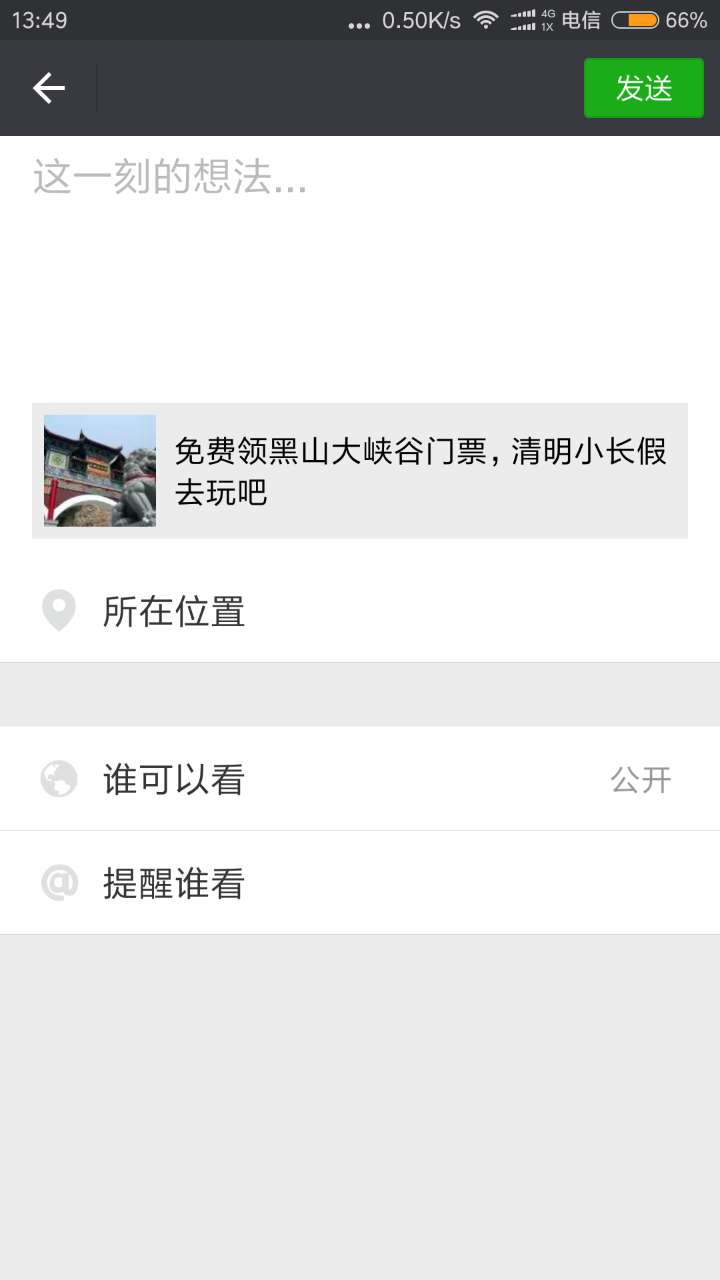 13:49
... 0.50K/s 4G 1X 电信 66%
发送
这一刻的想法...
免费领黑山大峡谷门票，清明小长假
去玩吧
所在位置
谁可以看 公开
@ 提醒谁看